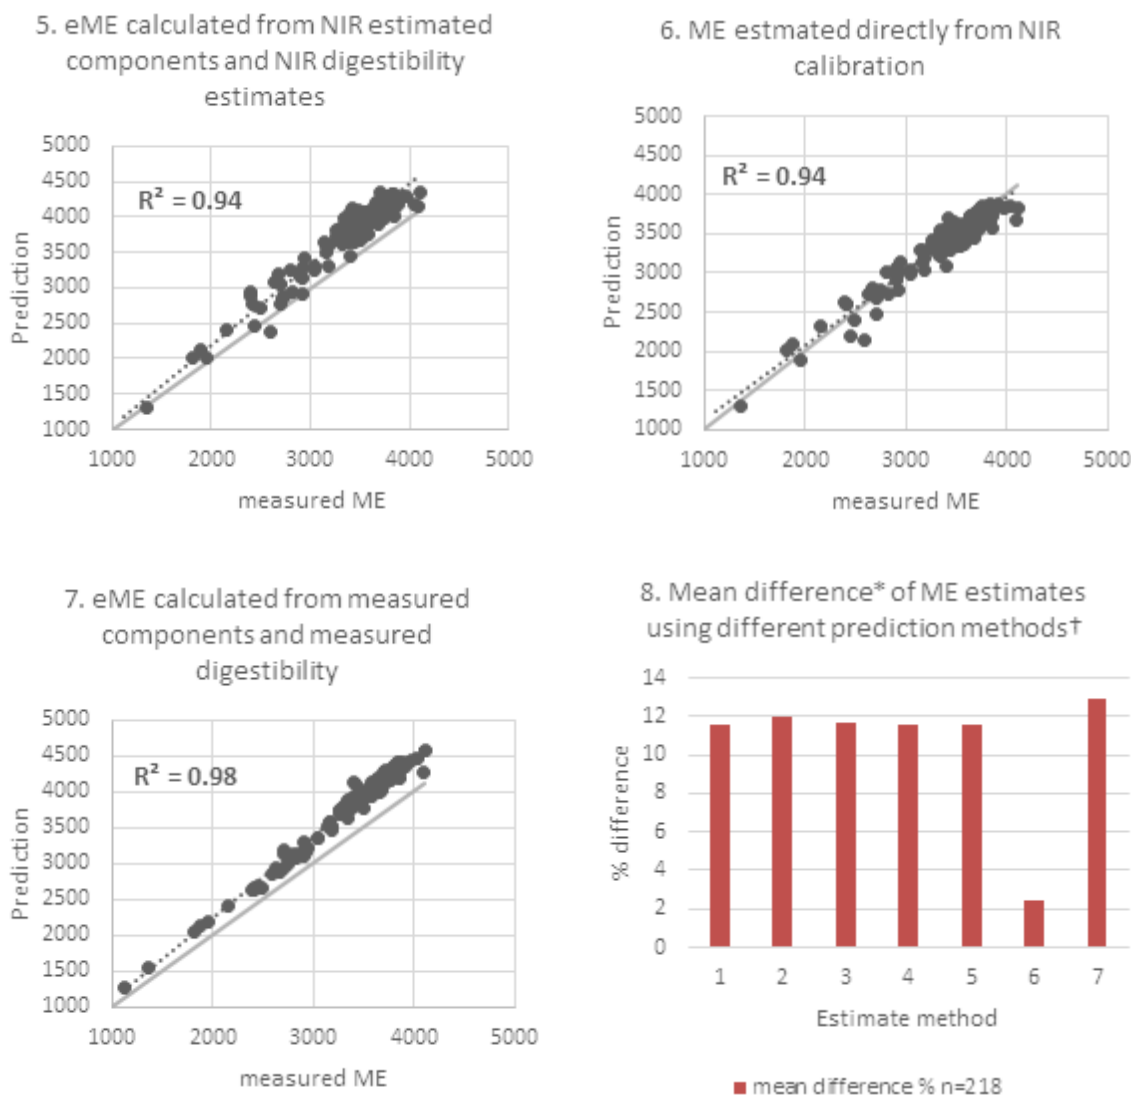 5. eME calculated from NIR estimated
components and NIR digestibility
estimates
5000
4500
4000
3500
3000
2500
2000
1500
1000
R² = 0.94
Prediction
1000 2000 3000 4000 5000
measured ME
6. ME estmated directly from NIR
calibration
5000
4500
4000
3500
3000
2500
2000
1500
1000
R² = 0.94
Prediction
1000 2000 3000 4000 5000
measured ME
7. eME calculated from measured
components and measured
digestibility
5000
4500
4000
3500
3000
2500
2000
1500
1000
R² = 0.98
Prediction
1000 2000 3000 4000 5000
measured ME
8. Mean difference* of ME estimates
using different prediction methods†
14
12
10
8
6
4
2
0
% difference
1 2 3 4 5 6 7
Estimate method
mean difference % n=218